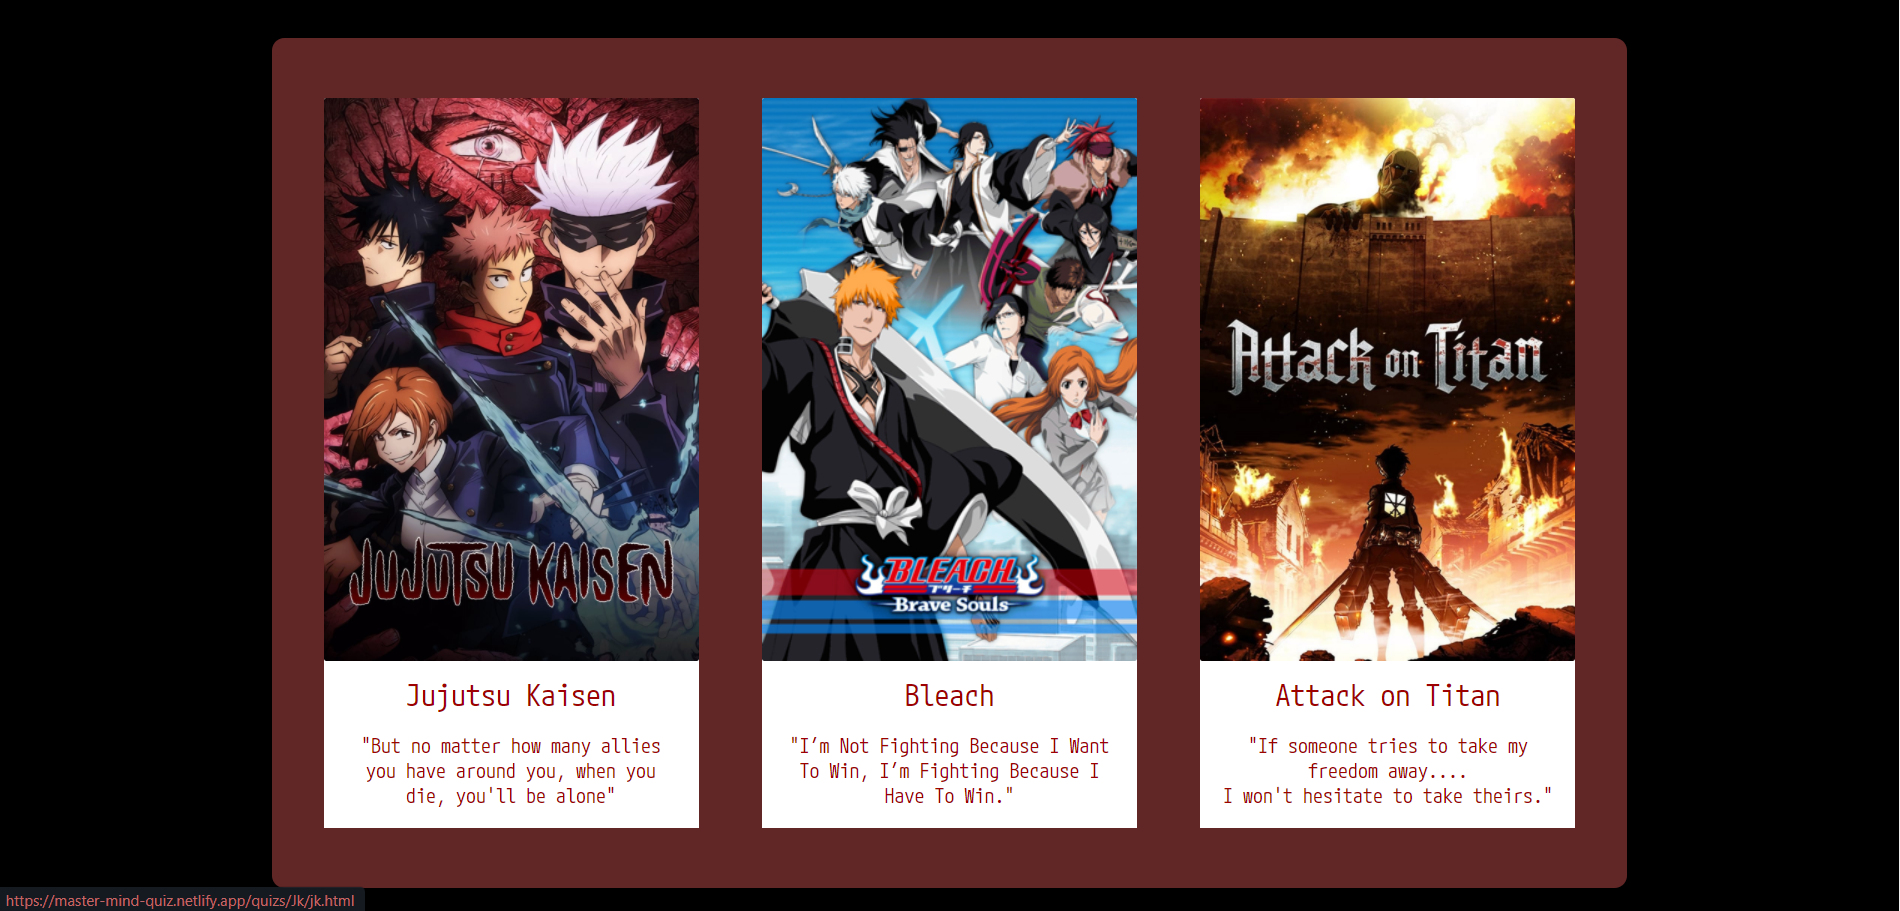 Attack on Titan
JUJUTSU KAISEN
BLEACH
ブリーチ
Brave Souls
Jujutsu Kaisen
"But no matter how many allies
you have around you, when you
die, you'll be alone"
Bleach
"I’m Not Fighting Because I Want
To Win, I’m Fighting Because I
Have To Win."
Attack on Titan
"If someone tries to take my
freedom away....
I won't hesitate to take theirs."
https://master-mind-quiz.netlify.app/quizs/Jk/jk.html